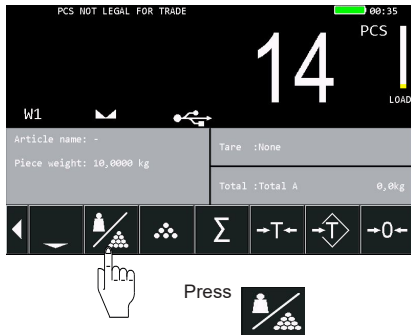 PCS NOT LEGAL FOR TRADE 00:35
14 PCS
LOAD
W1
Article name: -
Piece weight: 10,0000 kg
Tare :None
Total :Total A 0,0kg
Σ →T← →T→ →0←
Press